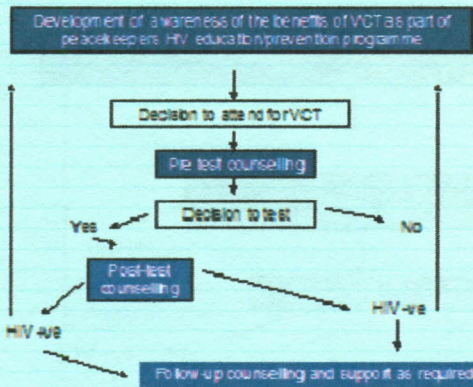 Development of awareness of the benefits of VCT as part of
peacekeepers HIV education/prevention programme
Decision to attend for VCT
Pre test counselling
Decision to test
Yes
No
Post-test
counselling
HIV -ve
HIV
Follow-up counselling and support as required